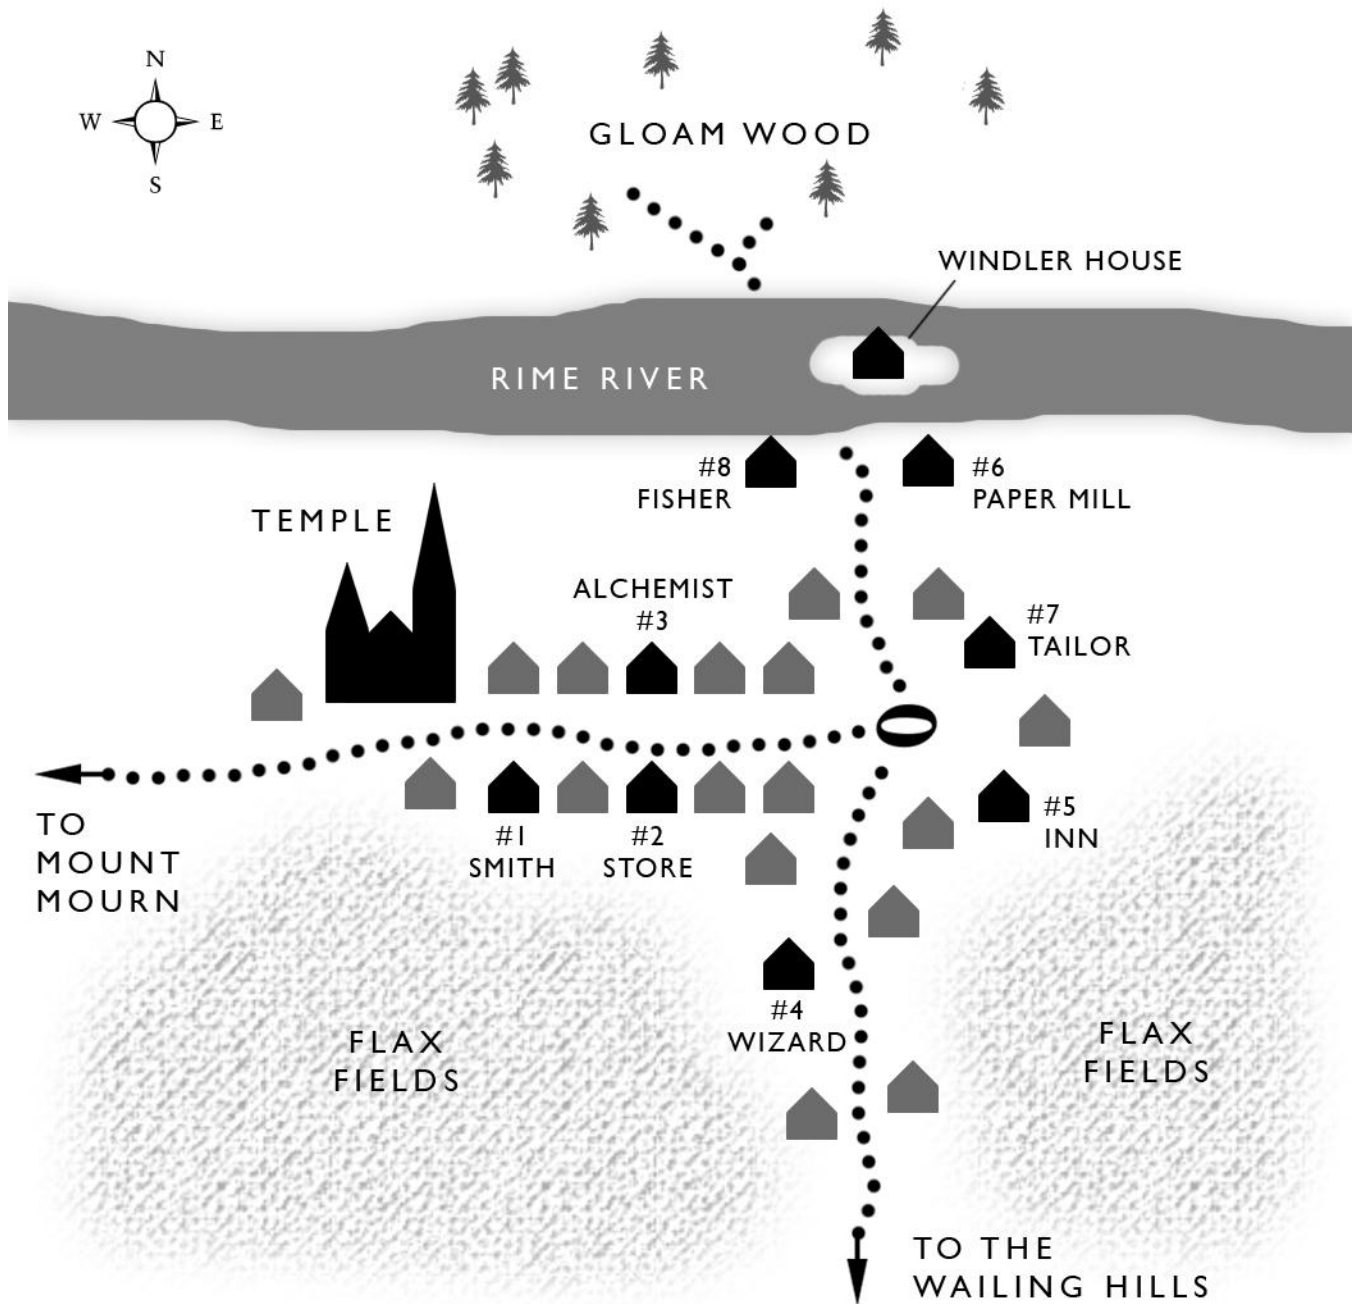 N
W
E
S
GLOAM WOOD
WINDLER HOUSE
RIME RIVER
#8
FISHER
#6
PAPER MILL
TEMPLE
ALCHEMIST
#3
#7
TAILOR
TO
MOUNT
MOURN
#1
SMITH
#2
STORE
#5
INN
#4
WIZARD
FLAX
FIELDS
FLAX
FIELDS
TO THE
WAILING HILLS